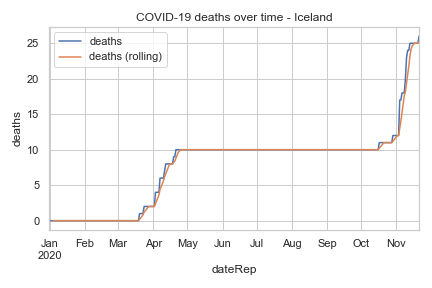 COVID-19 deaths over time - Iceland
deaths
deaths (rolling)
deaths
25
20
15
10
5
0
Jan Feb Mar Apr May Jun Jul Aug Sep Oct Nov
2020
dateRep